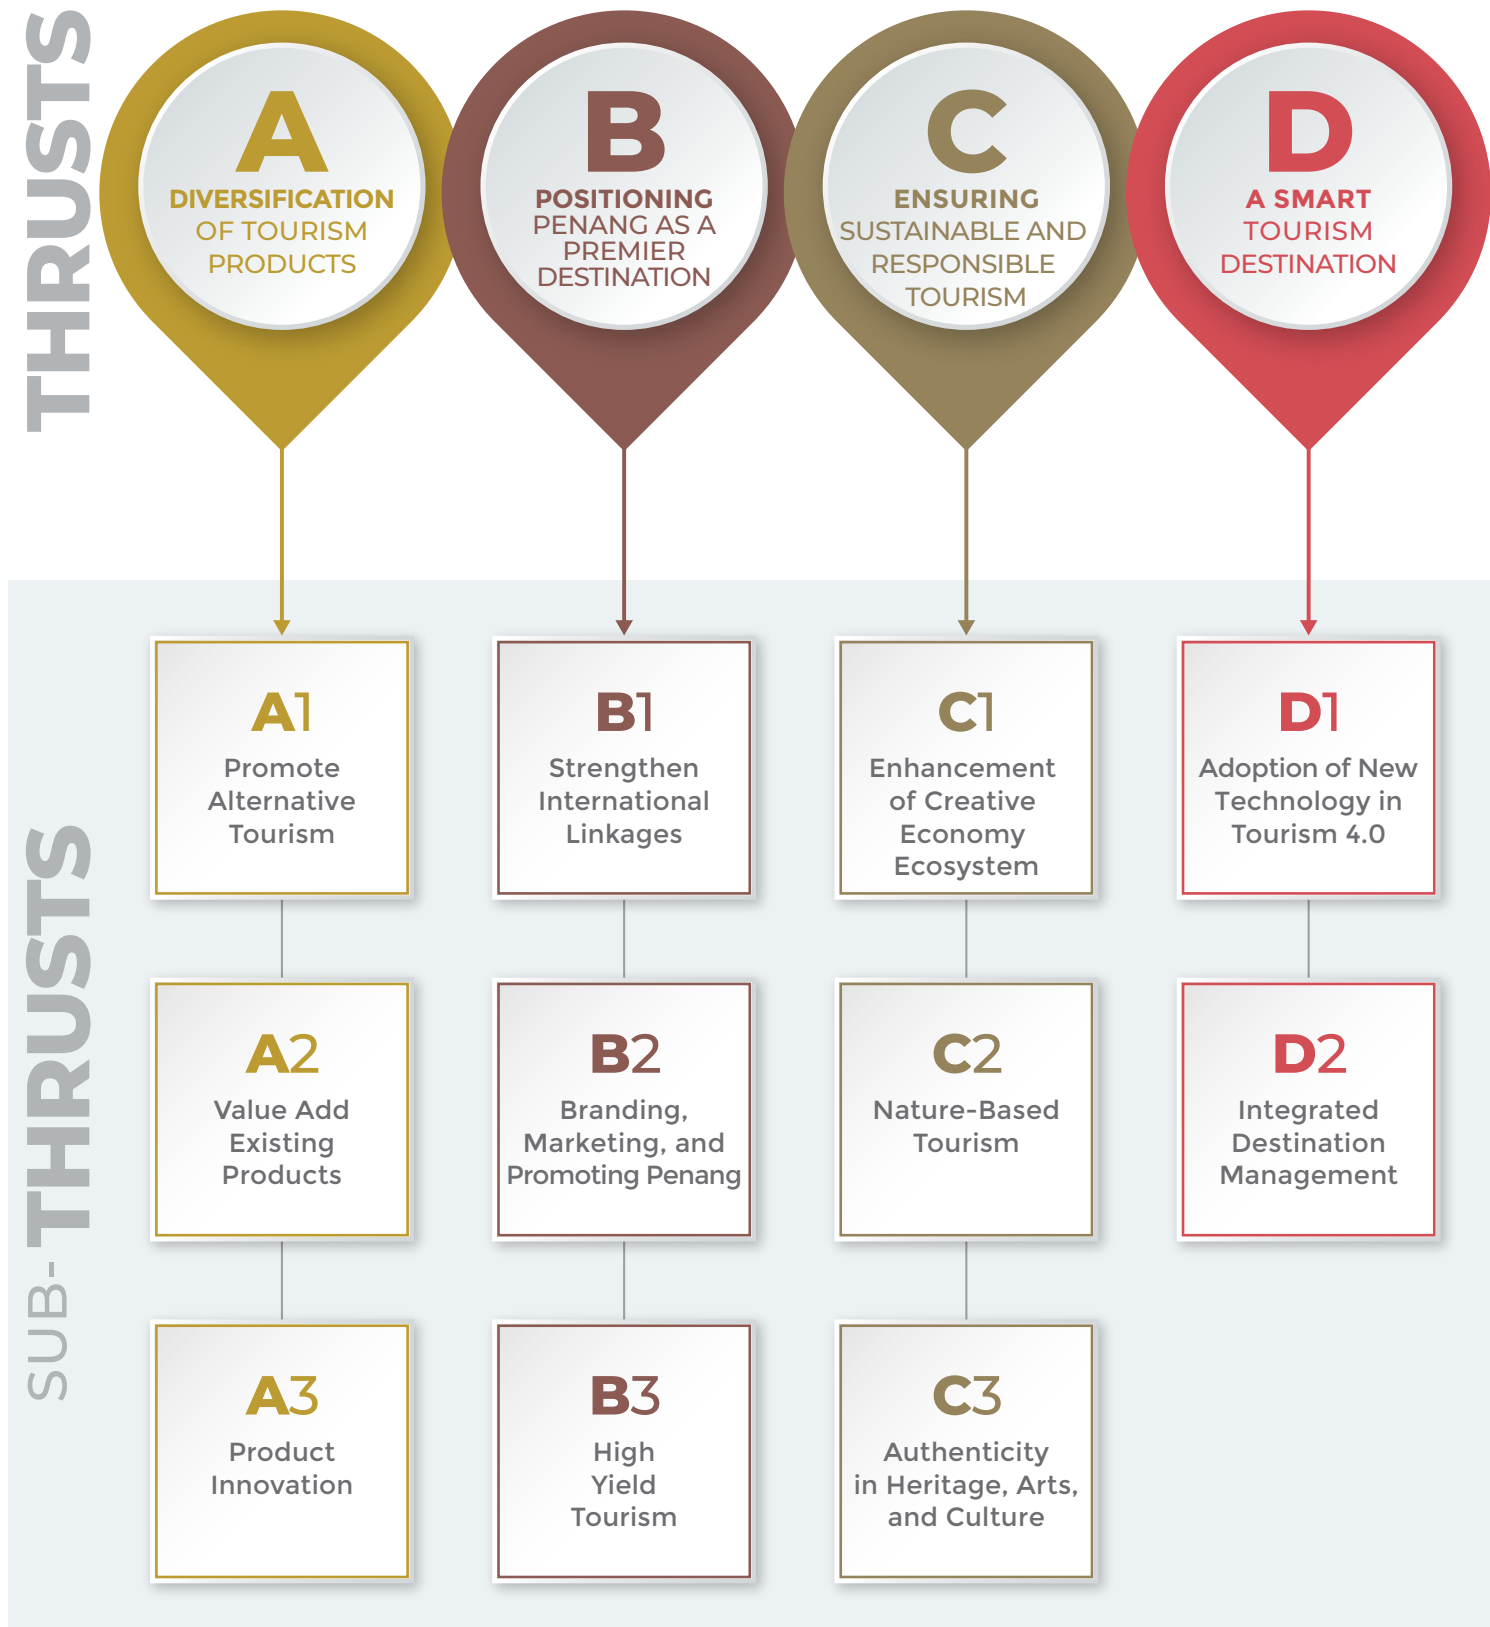 THRUSTS
A
DIVERSIFICATION
OF TOURISM
PRODUCTS
B
POSITIONING
PENANG AS A
PREMIER
DESTINATION
C
ENSURING
SUSTAINABLE AND
RESPONSIBLE
TOURISM
D
A SMART
TOURISM
DESTINATION
SUB- THRUSTS
A1
Promote
Alternative
Tourism
B1
Strengthen
International
Linkages
C1
Enhancement
of Creative
Economy
Ecosystem
D1
Adoption of New
Technology in
Tourism 4.0
A2
Value Add
Existing
Products
B2
Branding,
Marketing, and
Promoting Penang
C2
Nature-Based
Tourism
D2
Integrated
Destination
Management
A3
Product
Innovation
B3
High
Yield
Tourism
C3
Authenticity
in Heritage, Arts,
and Culture